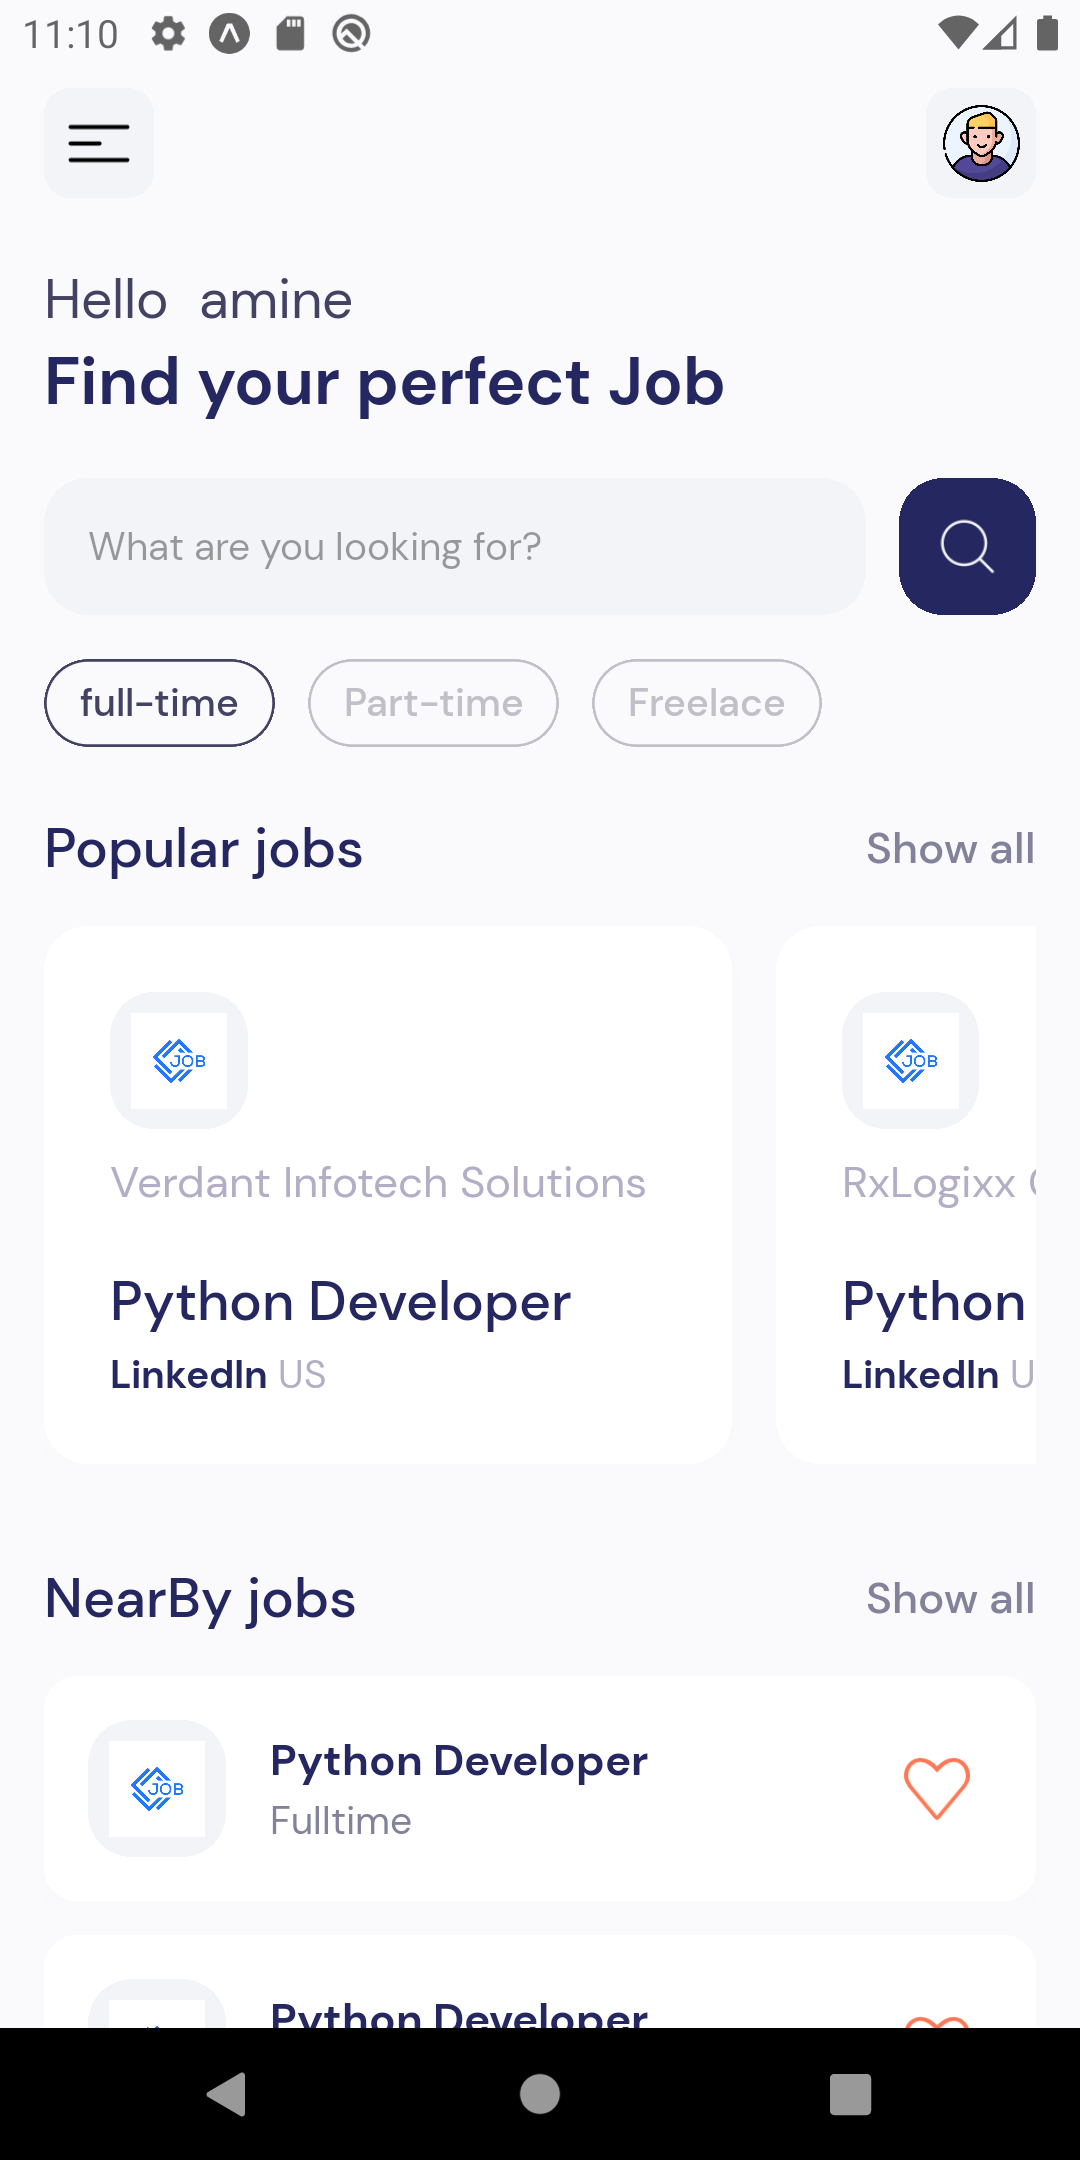 11:10
Hello amine
Find your perfect Job
What are you looking for?
full-time Part-time Freelace
Popular jobs Show all
JOB JOB
Verdant Infotech Solutions RxLogixx
Python Developer Python
LinkedIn US LinkedIn U
NearBy jobs Show all
JOB
Python Developer
Fulltime
Python Developer